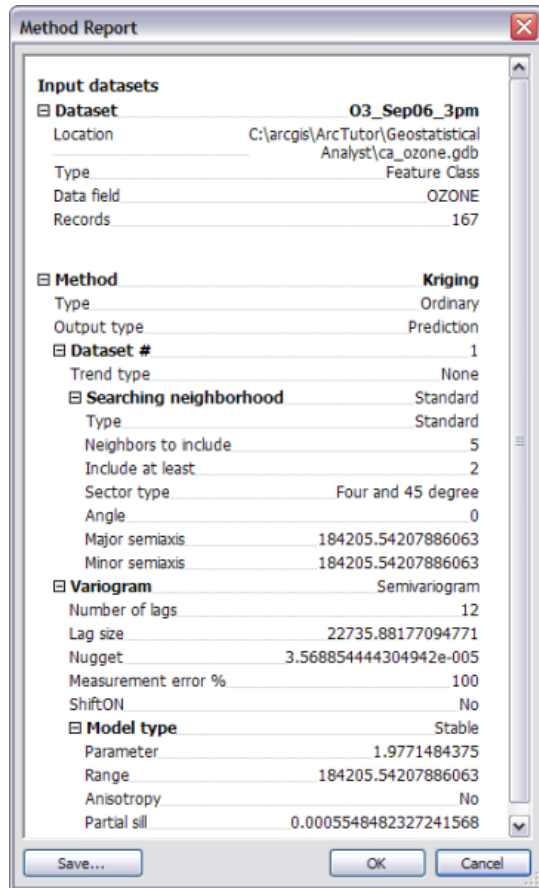 Method Report
Input datasets
Dataset O3_Sep06_3pm
Location C:\arcgis\ArcTutor\Geostatistical
Analyst\ca_ozone.gdb
Type Feature Class
Data field OZONE
Records 167
Method Kriging
Type Ordinary
Output type Prediction
Dataset # 1
Trend type None
Searching neighborhood Standard
Type Standard
Neighbors to include 5
Include at least 2
Sector type Four and 45 degree
Angle 0
Major semiaxis 184205.54207886063
Minor semiaxis 184205.54207886063
Variogram Semivariogram
Number of lags 12
Lag size 22735.88177094771
Nugget 3.568854444304942e-005
Measurement error % 100
ShiftON No
Model type Stable
Parameter 1.9771484375
Range 184205.54207886063
Anisotropy No
Partial sill 0.0005548482327241568
Save... OK Cancel